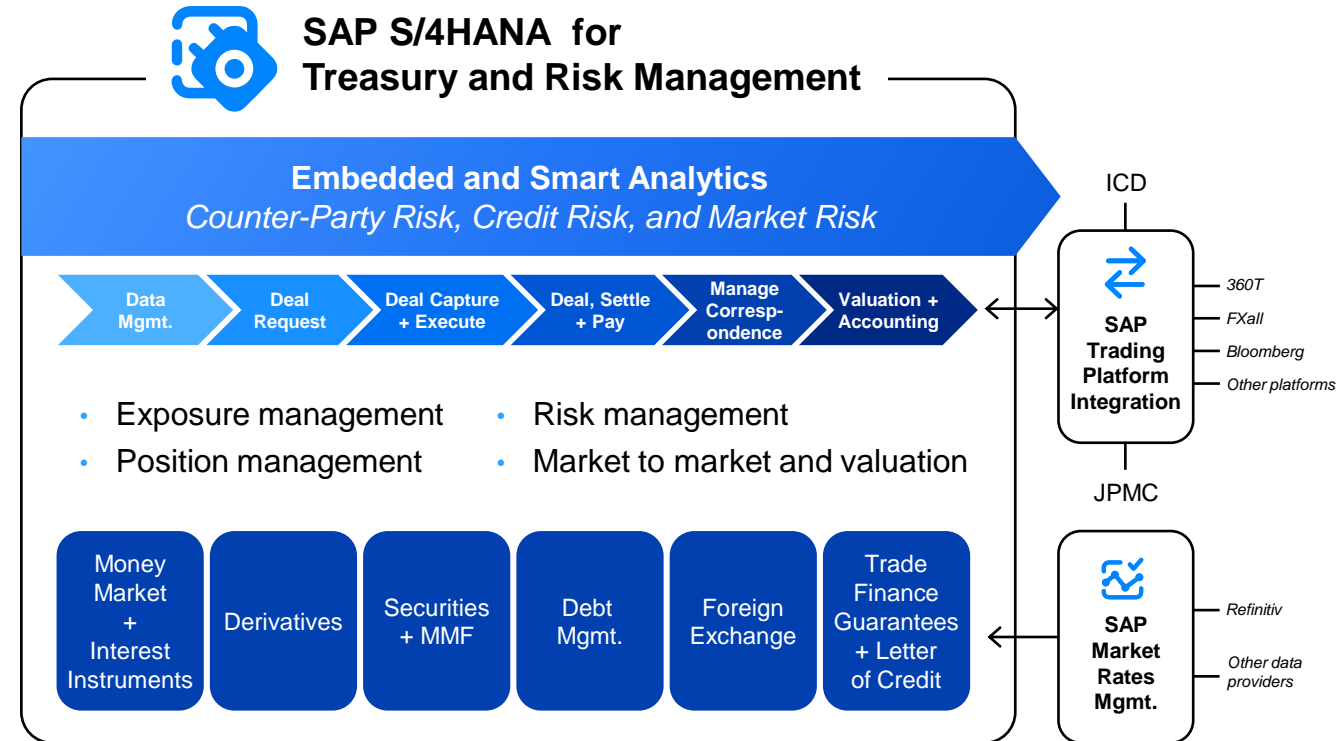 SAP S/4HANA for
Treasury and Risk Management
Embedded and Smart Analytics
Counter-Party Risk, Credit Risk, and Market Risk
Data
Mgmt.
Deal
Request
Deal Capture
+ Execute
Deal, Settle
+ Pay
Manage
Corresp-
ondence
Valuation +
Accounting
• Exposure management
• Position management
• Risk management
• Market to market and valuation
Money
Market
+
Interest
Instruments
Derivatives
Securities
+ MMF
Debt
Mgmt.
Foreign
Exchange
Trade
Finance
Guarantees
+ Letter
of Credit
ICD
SAP
Trading
Platform
Integration
360T
FXall
Bloomberg
Other platforms
JPMC
SAP
Market
Rates
Mgmt.
Refinitiv
Other data
providers